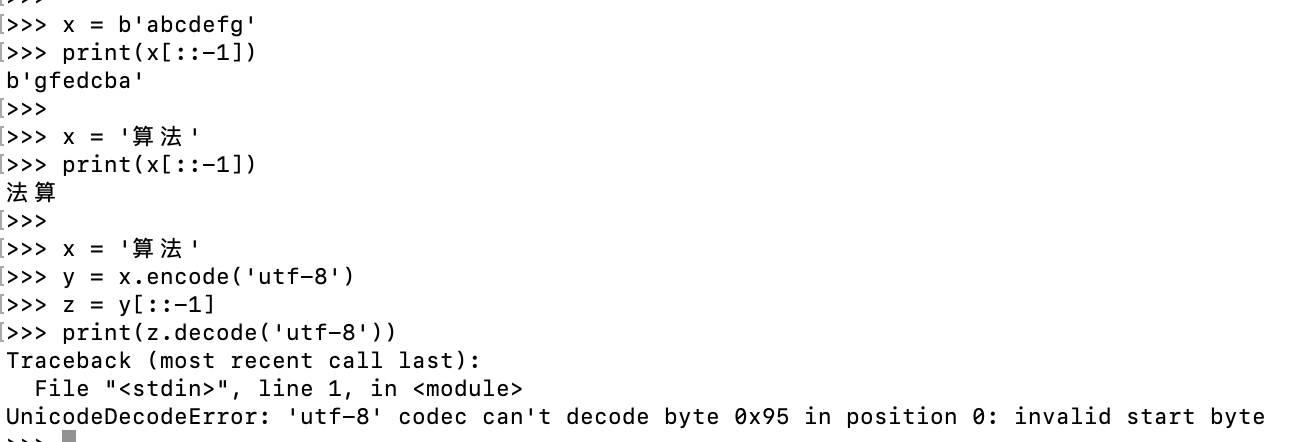 >>> x = b'abcdefg'
[>>> print(x[::-1])
b'gfedcba'
[>>>
[>>> x = '算法'
[>>> print(x[::-1])
法算
[>>>
[>>> x = '算法'
[>>> y = x.encode('utf-8')
[>>> z = y[::-1]
[>>> print(z.decode('utf-8'))
Traceback (most recent call last):
  File "<stdin>", line 1, in <module>
UnicodeDecodeError: 'utf-8' codec can't decode byte 0x95 in position 0: invalid start byte
>>>